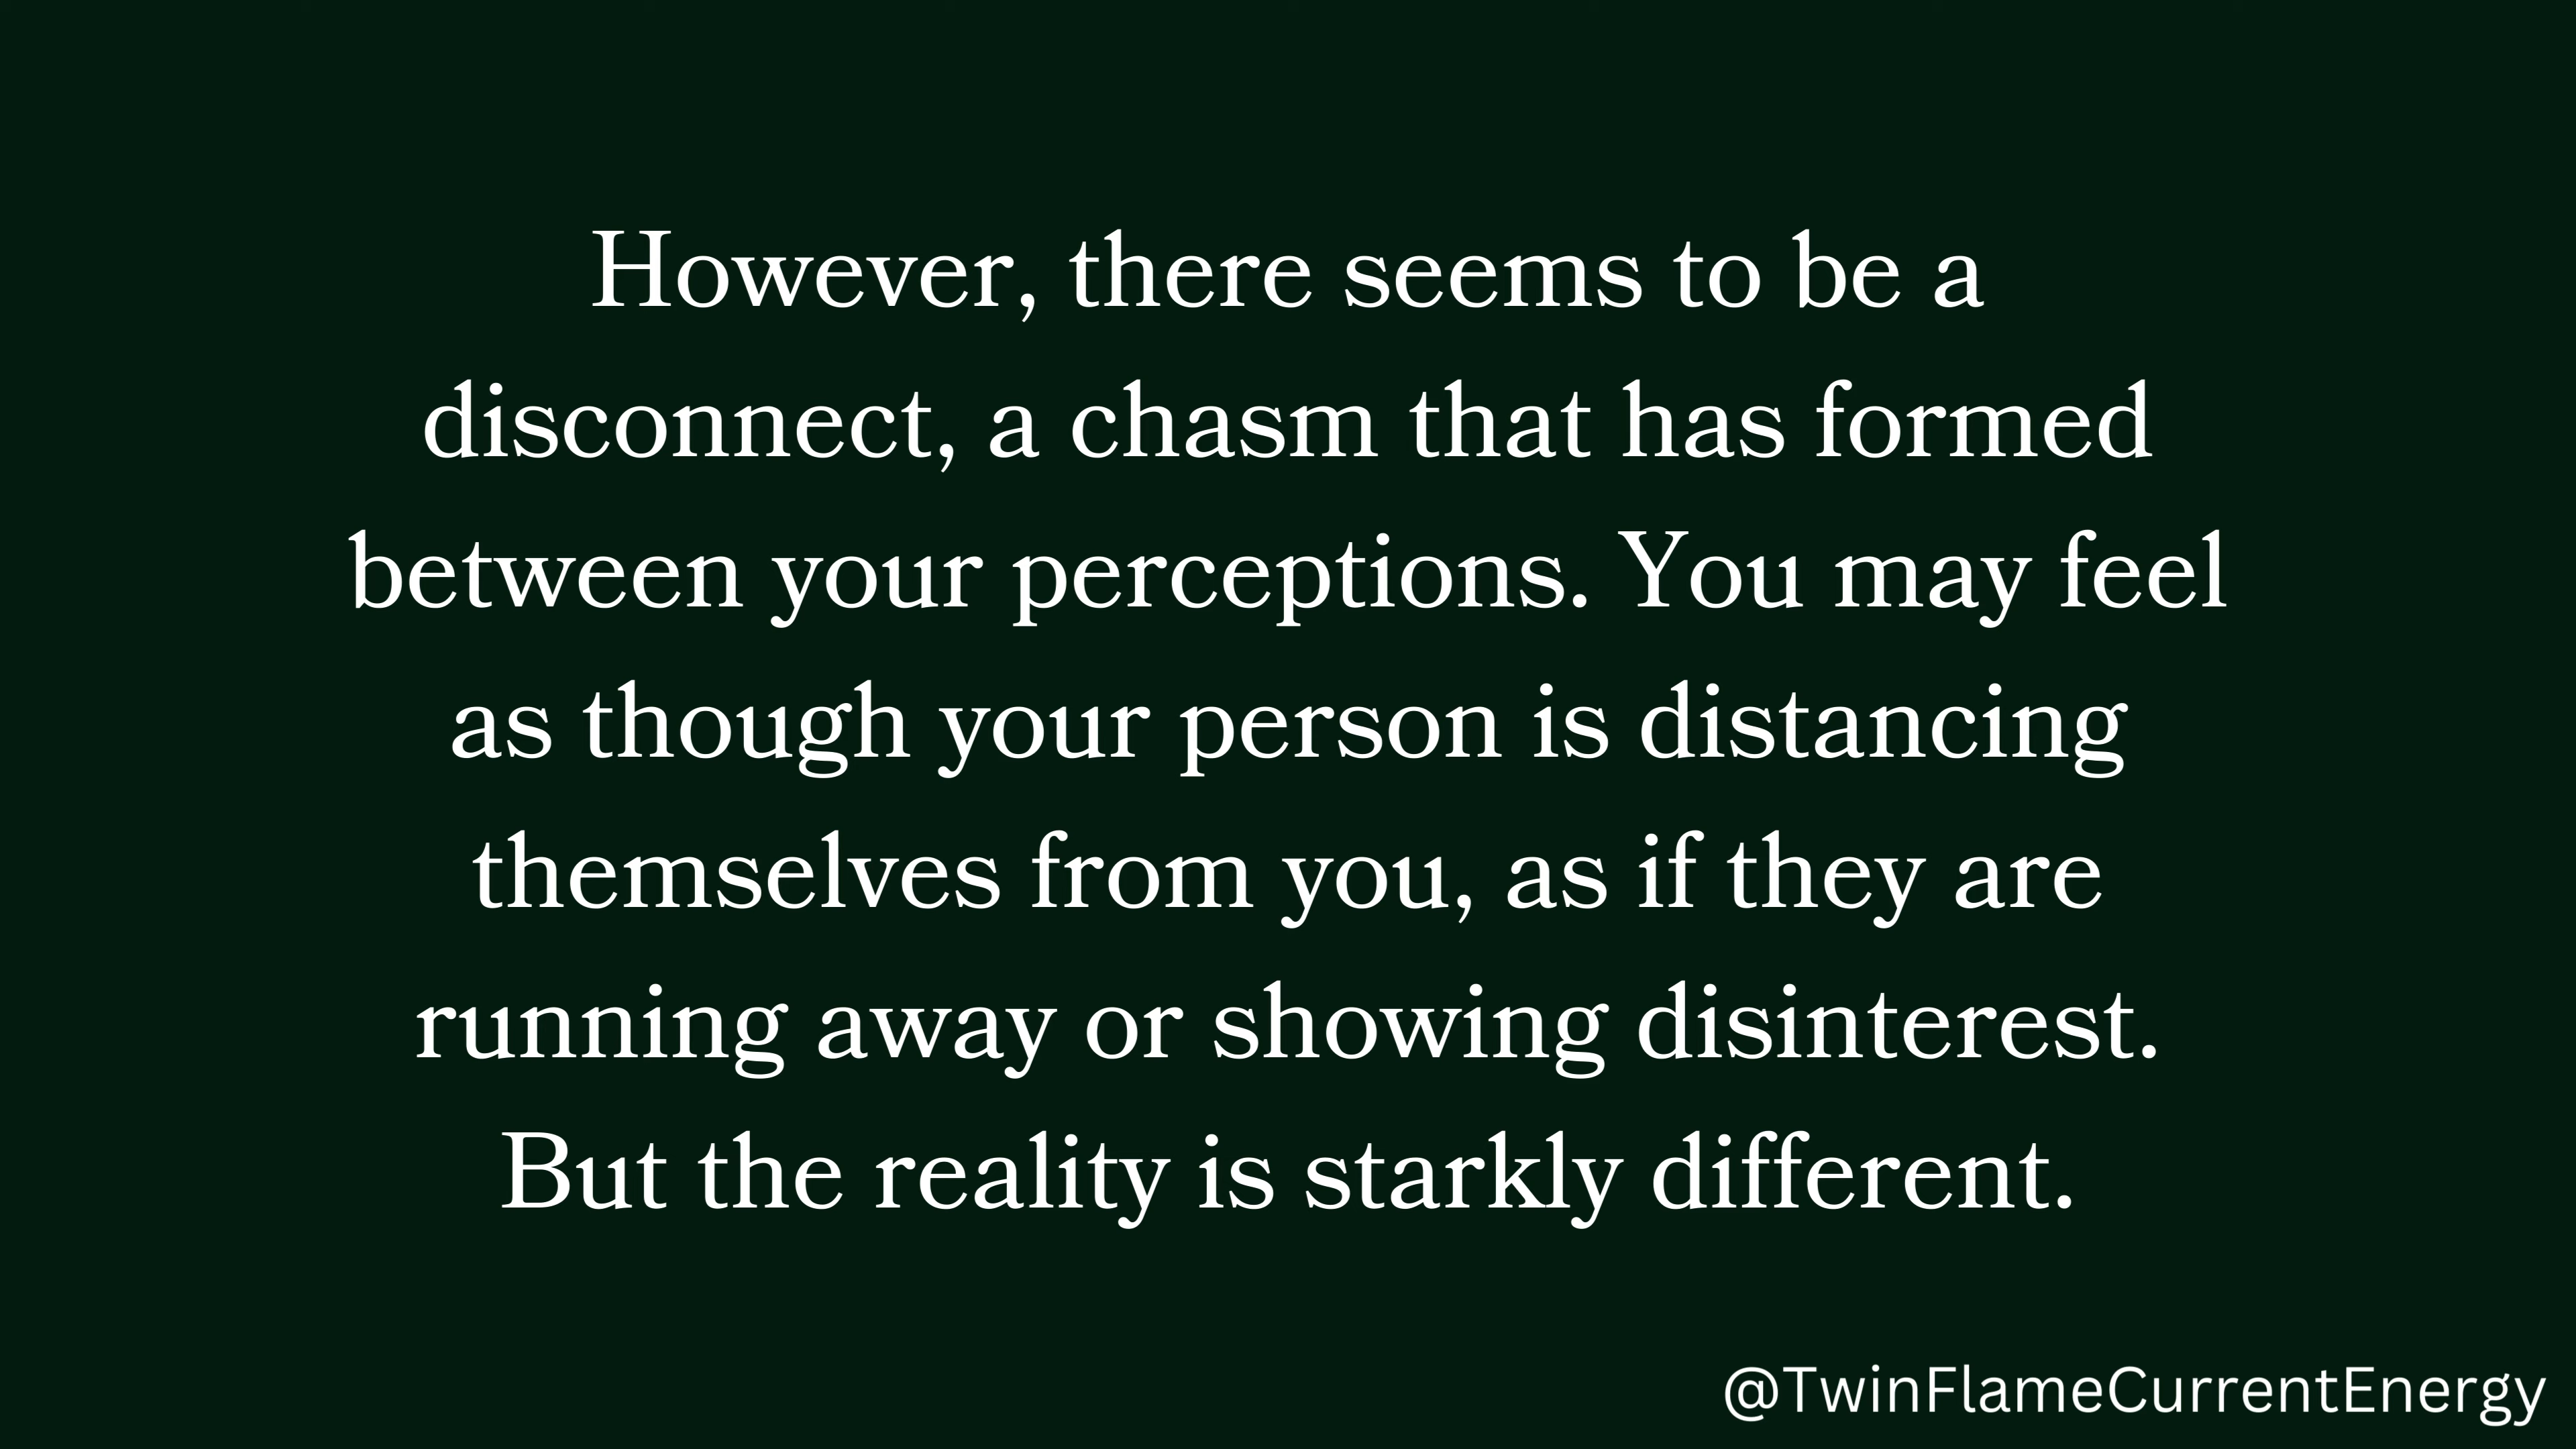 However, there seems to be a
disconnect, a chasm that has formed
between your perceptions. You may feel
as though your person is distancing
themselves from you, as if they are
running away or showing disinterest.
But the reality is starkly different.
@TwinFlameCurrentEnergy